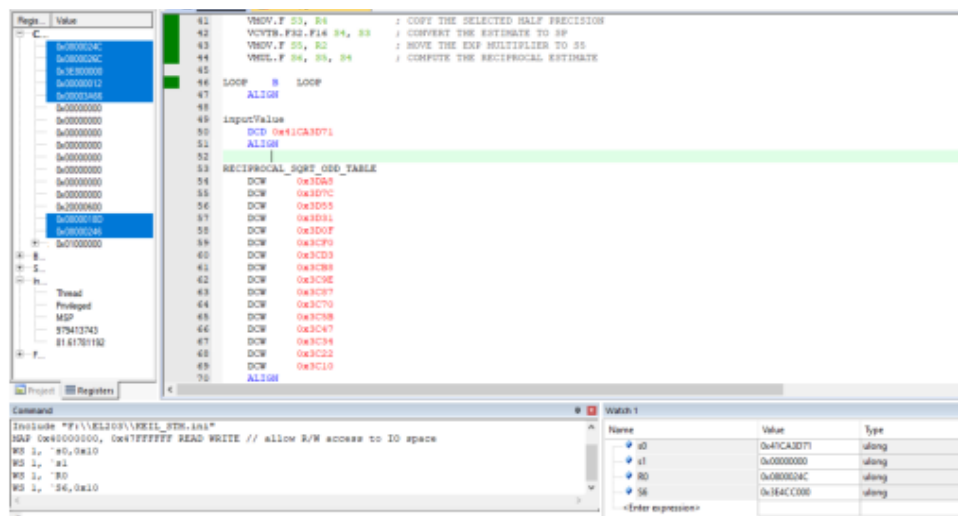 Regis... Value
C...
0x0800024C
0x0800026C
0x3E800000
0x00000012
0x00003A66
0x00000000
0x00000000
0x00000000
0x00000000
0x00000000
0x00000000
0x00000000
0x00000000
0x20000600
0x0800018D
0x08000246
0x01000000
B...
S...
In...
Thread
Privileged
MSP
979413743
81.61781192
F...
Project Registers
41 VMOV.F S3, R4 ; COPY THE SELECTED HALF PRECISION
42 VCVTB.F32.F16 S4, S3 ; CONVERT THE ESTIMATE TO SP
43 VMOV.F S5, R2 ; MOVE THE EXP MULTIPLIER TO S5
44 VMUL.F S6, S5, S4 ; COMPUTE THE RECIPROCAL ESTIMATE
45
46 LOOP B LOOP
47 ALIGN
48
49 inputValue
50 DCD 0x41CA3D71
51 ALIGN
52
53 RECIPROCAL_SQRT_ODD_TABLE
54 DCW 0x3DA8
55 DCW 0x3D7C
56 DCW 0x3D55
57 DCW 0x3D31
58 DCW 0x3D0F
59 DCW 0x3CF0
60 DCW 0x3CD3
61 DCW 0x3CB8
62 DCW 0x3C9E
63 DCW 0x3C87
64 DCW 0x3C70
65 DCW 0x3C5B
66 DCW 0x3C47
67 DCW 0x3C34
68 DCW 0x3C22
69 DCW 0x3C10
70 ALIGN
Command
Include "F:\\EL203\\KEIL_STM.ini"
MAP 0x40000000, 0x47FFFFFF READ WRITE // allow R/W access to IO space
WS 1, `s0,0x10
WS 1, `s1
WS 1, `R0
WS 1, `S6,0x10
Watch 1
Name Value Type
s0 0x41CA3D71 ulong
s1 0x00000000 ulong
R0 0x0800024C ulong
S6 0x3E4CC000 ulong
<Enter expression>